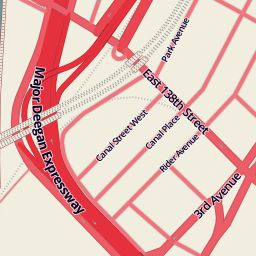 Park Avenue
East 138th Street
Major Deegan Expressway
Canal Street West
Canal Place
Rider Avenue
3rd Avenue